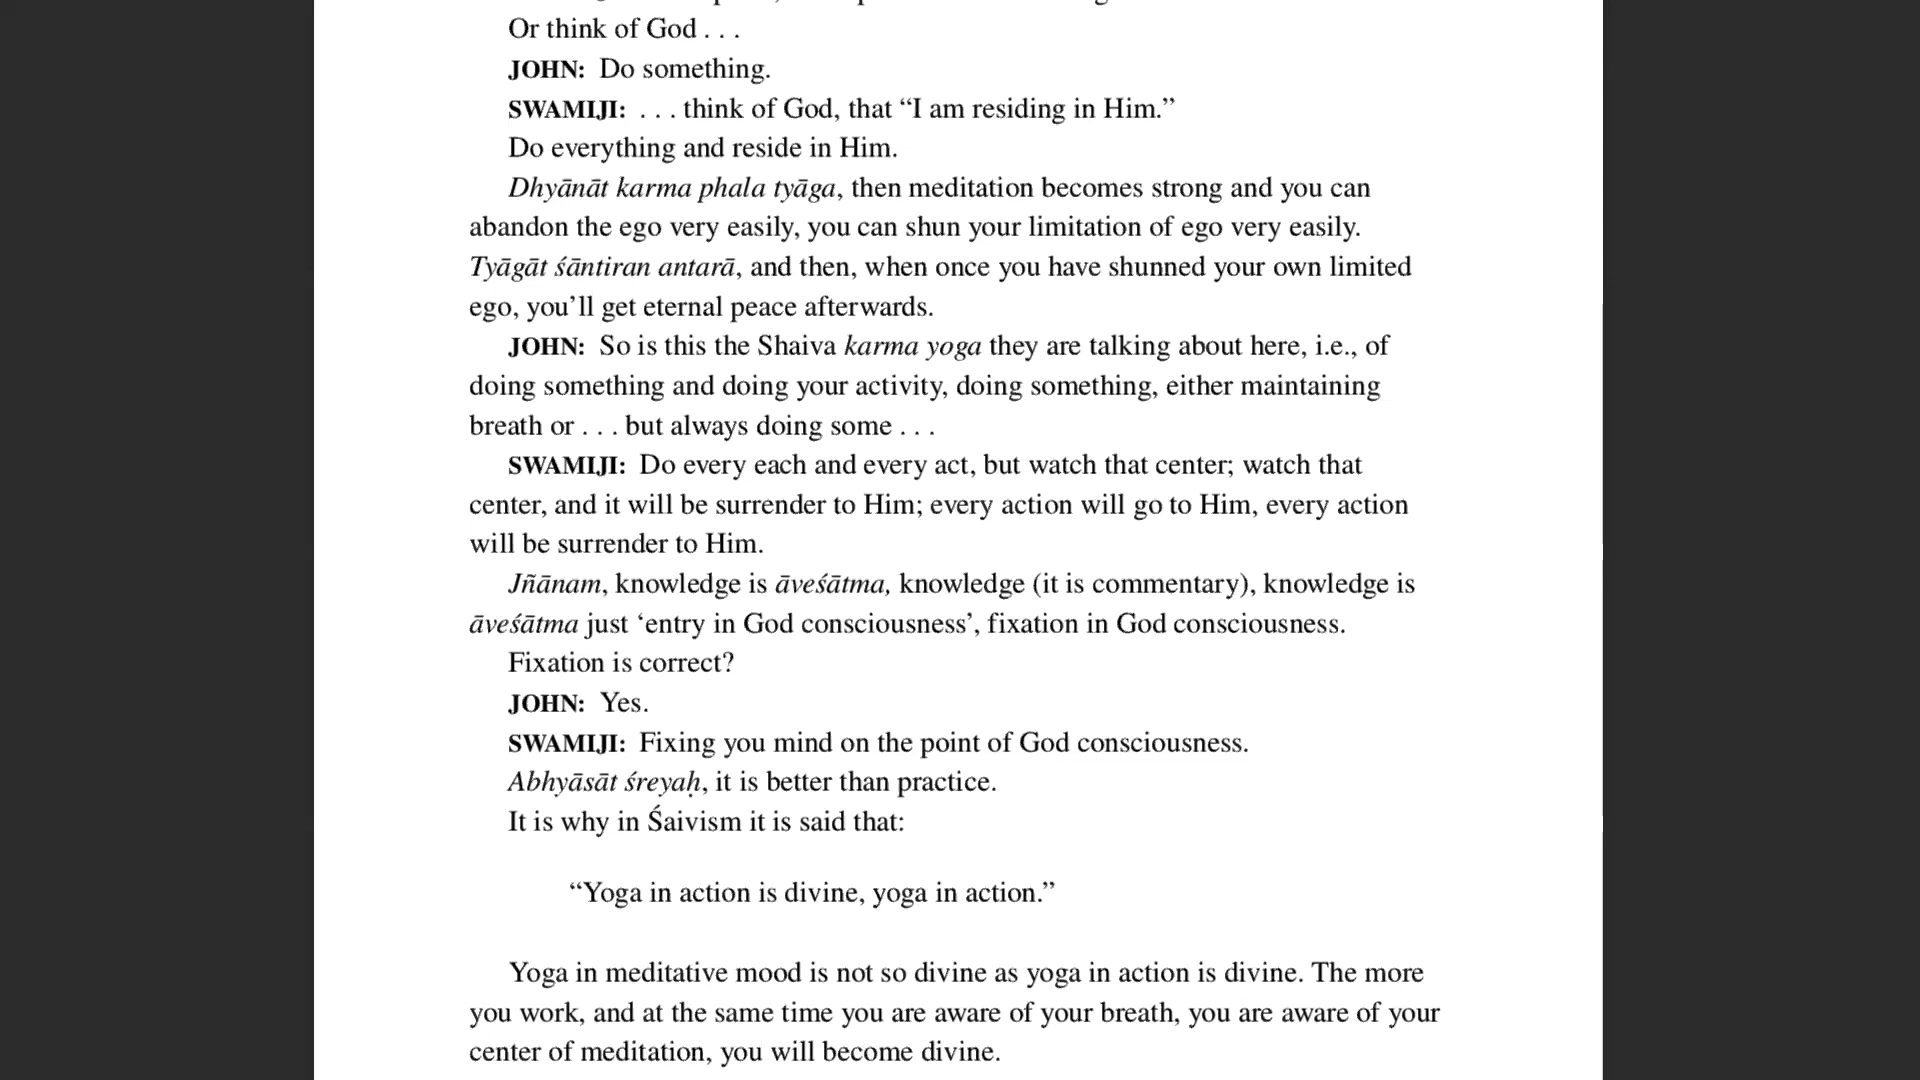 Or think of God . . .
JOHN: Do something.
SWAMIJI: . . . think of God, that “I am residing in Him.”
Do everything and reside in Him.
Dhyānāt karma phala tyāga, then meditation becomes strong and you can
abandon the ego very easily, you can shun your limitation of ego very easily.
Tyāgāt śāntiran antarā, and then, when once you have shunned your own limited
ego, you’ll get eternal peace afterwards.
JOHN: So is this the Shaiva karma yoga they are talking about here, i.e., of
doing something and doing your activity, doing something, either maintaining
breath or . . . but always doing some . . .
SWAMIJI: Do every each and every act, but watch that center; watch that
center, and it will be surrender to Him; every action will go to Him, every action
will be surrender to Him.
Jñānam, knowledge is āveśātma, knowledge (it is commentary), knowledge is
āveśātma just ‘entry in God consciousness’, fixation in God consciousness.
Fixation is correct?
JOHN: Yes.
SWAMIJI: Fixing you mind on the point of God consciousness.
Abhyāsāt śreyaḥ, it is better than practice.
It is why in Śaivism it is said that:
“Yoga in action is divine, yoga in action.”
Yoga in meditative mood is not so divine as yoga in action is divine. The more
you work, and at the same time you are aware of your breath, you are aware of your
center of meditation, you will become divine.